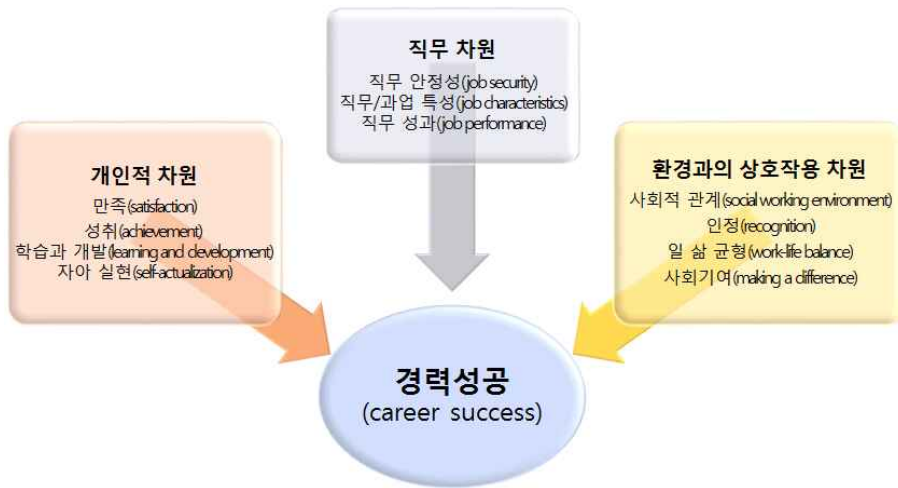 직무 차원
직무 안정성(job security)
직무/과업 특성(job characteristics)
직무 성과(job performance)
개인적 차원
만족(satisfaction)
성취(achievement)
학습과 개발(learning and development)
자아 실현(self-actualization)
환경과의 상호작용 차원
사회적 관계(social working environment)
인정(recognition)
일 삶 균형(work-life balance)
사회기여(making a difference)
경력성공
(career success)